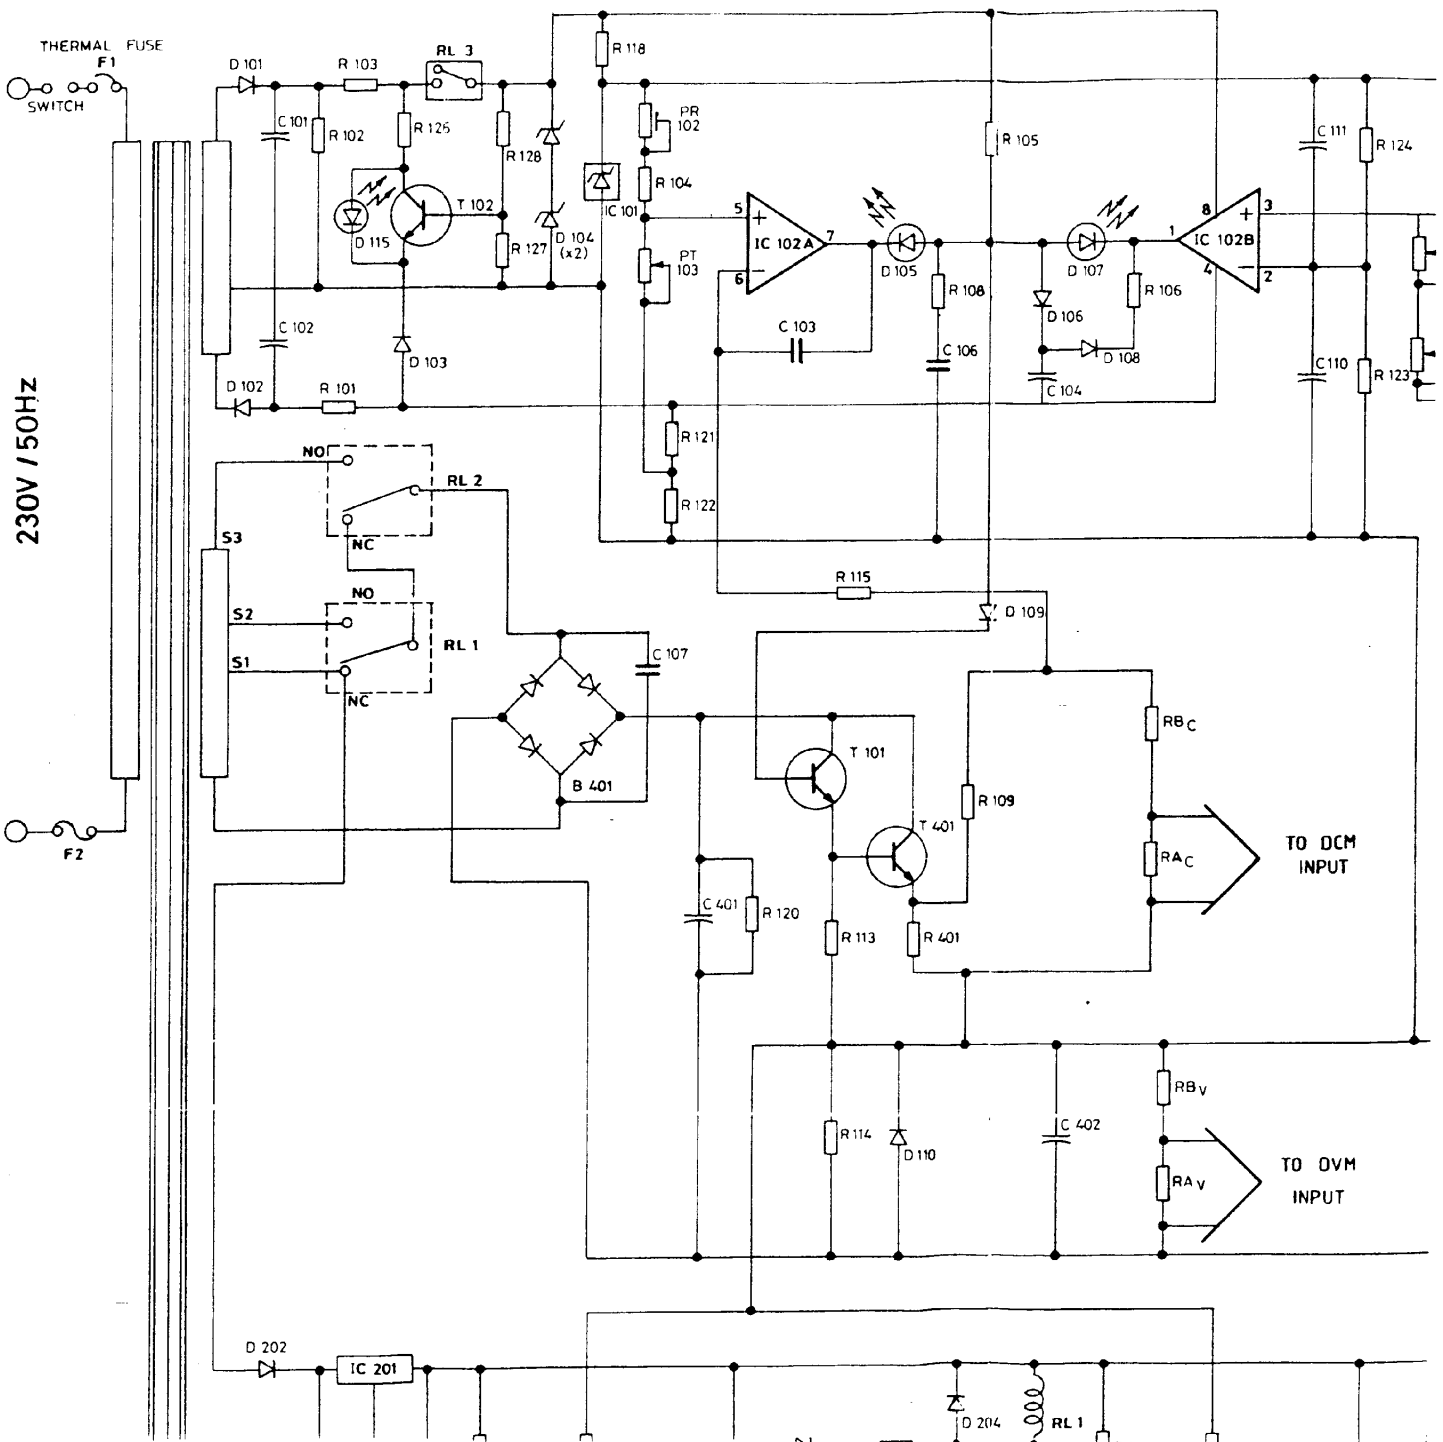 THERMAL FUSE
F1
SWITCH
230V / 50Hz
F2
D 101
R 103
RL 3
R 118
C 101
R 102
R 126
R 128
PR
102
R 105
C 111
R 124
R 104
IC 101
T 102
D 115
R 127
D 104
(x2)
PT
103
5
+
IC 102A
7
−
6
D 105
R 108
D 107
1
8
+
3
IC 102B
4
−
2
D 106
R 106
C 102
D 103
C 103
C 106
D 108
C 104
C 110
R 123
D 102
R 101
R 121
NO
RL 2
NC
R 122
S3
NO
R 115
D 109
S2
S1
RL 1
NC
C 107
RB C
T 101
B 401
R 109
T 401
TO DCM
INPUT
RA C
C 401
R 120
R 113
R 401
RB V
R 114
D 110
C 402
TO DVM
INPUT
RA V
D 202
IC 201
D 204
RL 1